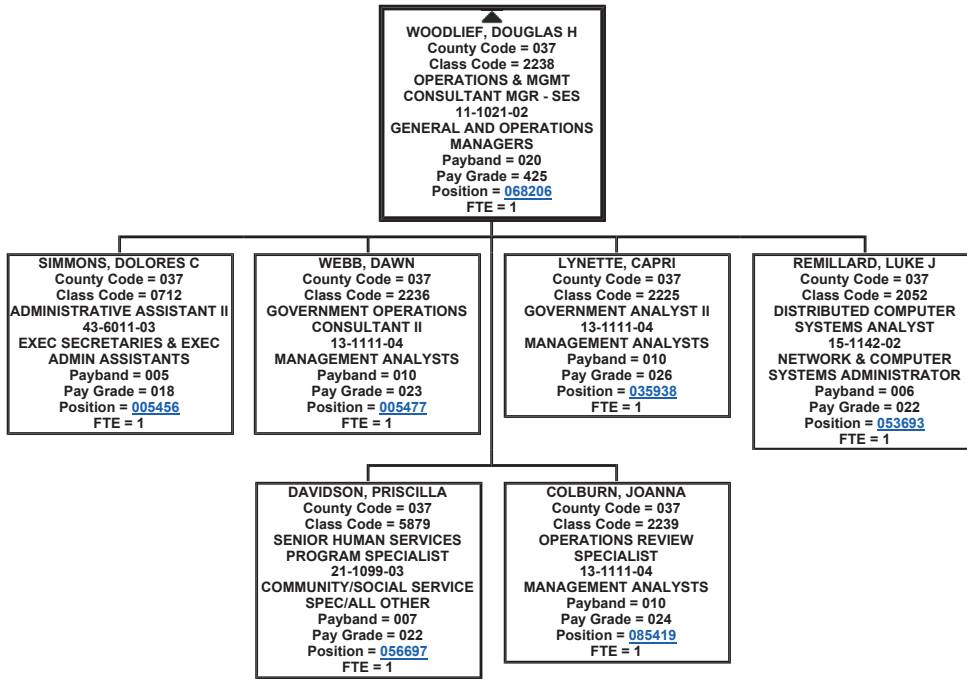 WOODLIEF, DOUGLAS H
County Code = 037
Class Code = 2238
OPERATIONS & MGMT
CONSULTANT MGR - SES
11-1021-02
GENERAL AND OPERATIONS
MANAGERS
Payband = 020
Pay Grade = 425
Position = 068206
FTE = 1
SIMMONS, DOLORES C
County Code = 037
Class Code = 0712
ADMINISTRATIVE ASSISTANT II
43-6011-03
EXEC SECRETARIES & EXEC
ADMIN ASSISTANTS
Payband = 005
Pay Grade = 018
Position = 005456
FTE = 1
WEBB, DAWN
County Code = 037
Class Code = 2236
GOVERNMENT OPERATIONS
CONSULTANT II
13-1111-04
MANAGEMENT ANALYSTS
Payband = 010
Pay Grade = 023
Position = 005477
FTE = 1
LYNETTE, CAPRI
County Code = 037
Class Code = 2225
GOVERNMENT ANALYST II
13-1111-04
MANAGEMENT ANALYSTS
Payband = 010
Pay Grade = 026
Position = 035938
FTE = 1
REMILLARD, LUKE J
County Code = 037
Class Code = 2052
DISTRIBUTED COMPUTER
SYSTEMS ANALYST
15-1142-02
NETWORK & COMPUTER
SYSTEMS ADMINISTRATOR
Payband = 006
Pay Grade = 022
Position = 053693
FTE = 1
DAVIDSON, PRISCILLA
County Code = 037
Class Code = 5879
SENIOR HUMAN SERVICES
PROGRAM SPECIALIST
21-1099-03
COMMUNITY/SOCIAL SERVICE
SPEC/ALL OTHER
Payband = 007
Pay Grade = 022
Position = 056697
FTE = 1
COLBURN, JOANNA
County Code = 037
Class Code = 2239
OPERATIONS REVIEW
SPECIALIST
13-1111-04
MANAGEMENT ANALYSTS
Payband = 010
Pay Grade = 024
Position = 085419
FTE = 1